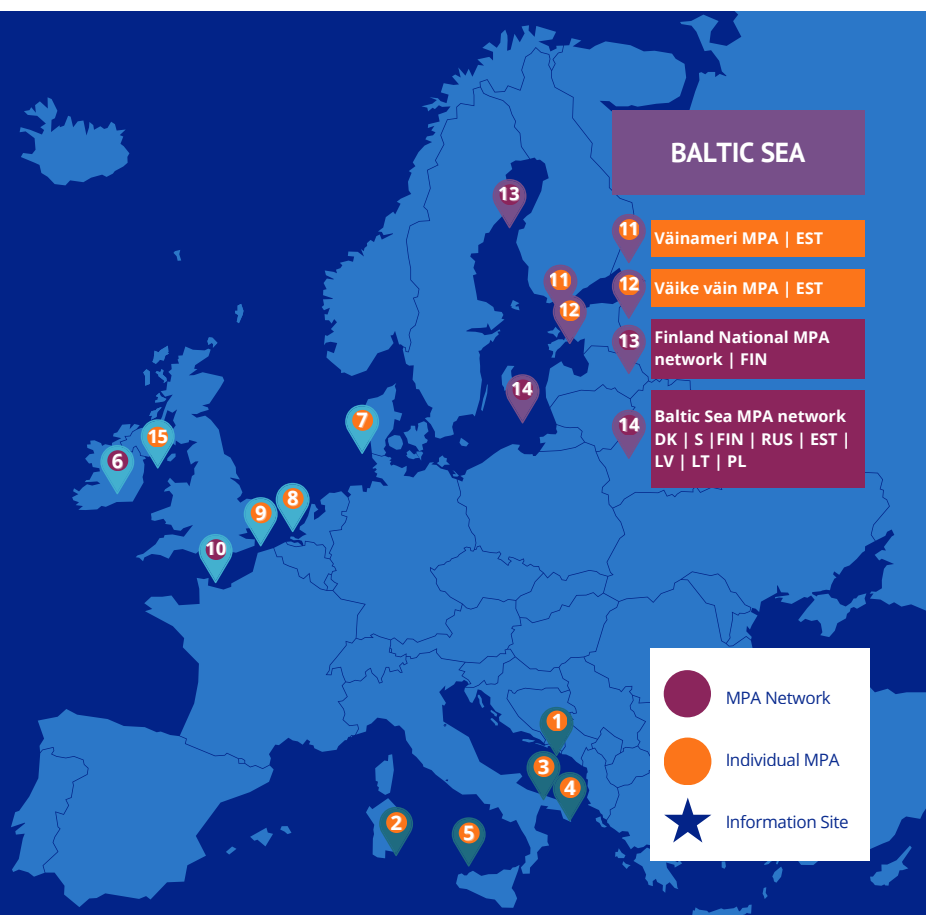 BALTIC SEA
13
11
Väinameri MPA | EST
11
12
Väike väin MPA | EST
12
13
Finland National MPA
network | FIN
14
14
Baltic Sea MPA network
DK | S |FIN | RUS | EST |
LV | LT | PL
7
15
6
8
9
10
MPA Network
1
Individual MPA
3
4
2
5
Information Site